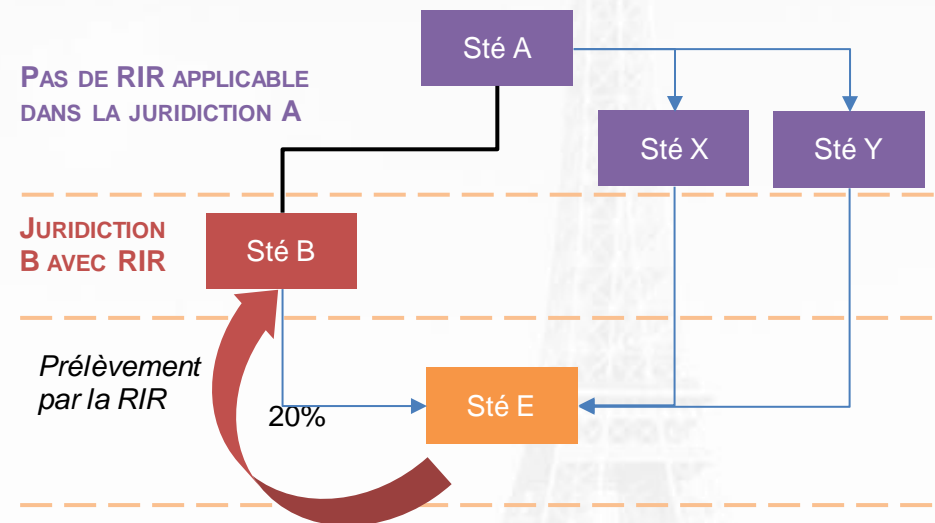 Sté A
PAS DE RIR APPLICABLE
DANS LA JURIDICTION A
Sté X
Sté Y
JURIDICTION
B AVEC RIR
Sté B
Prélèvement
par la RIR
20%
Sté E